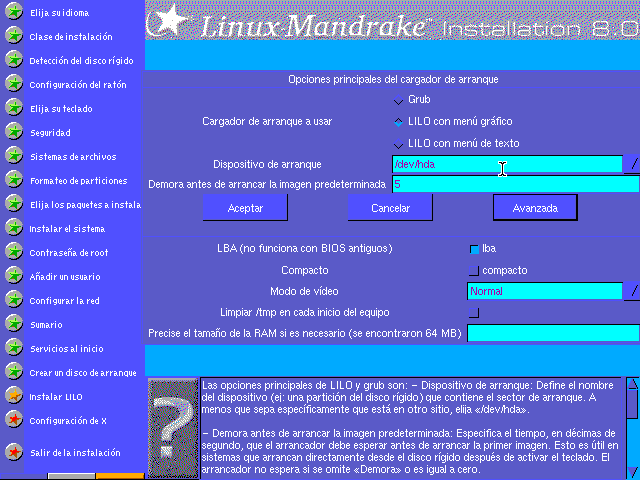 Linux Mandrake™ Installation 8.0
Elija su idioma
Clase de instalación
Detección del disco rígido
Configuración del ratón
Elija su teclado
Seguridad
Sistemas de archivos
Formateo de particiones
Elija los paquetes a instala
Instalar el sistema
Contraseña de root
Añadir un usuario
Configurar la red
Sumario
Servicios al inicio
Crear un disco de arranque
Instalar LILO
Configuración de X
Salir de la instalación
Opciones principales del cargador de arranque
Cargador de arranque a usar
Grub
LILO con menú gráfico
LILO con menú de texto
Dispositivo de arranque /dev/hda
Demora antes de arrancar la imagen predeterminada 5
Aceptar Cancelar Avanzada
LBA (no funciona con BIOS antiguos) lba
Compacto compacto
Modo de vídeo Normal
Limpiar /tmp en cada inicio del equipo
Precise el tamaño de la RAM si es necesario (se encontraron 64 MB)
Las opciones principales de LILO y grub son: – Dispositivo de arranque: Define el nombre
del dispositivo (ej: una partición del disco rígido) que contiene el sector de arranque. A
menos que sepa específicamente que está en otro sitio, elija «/dev/hda».
– Demora antes de arrancar la imagen predeterminada: Especifica el tiempo, en décimas de
segundo, que el arrancador debe esperar antes de arrancar la primer imagen. Esto es útil en
sistemas que arrancan directamente desde el disco rígido después de activar el teclado. El
arrancador no espera si se omite «Demora» o es igual a cero.